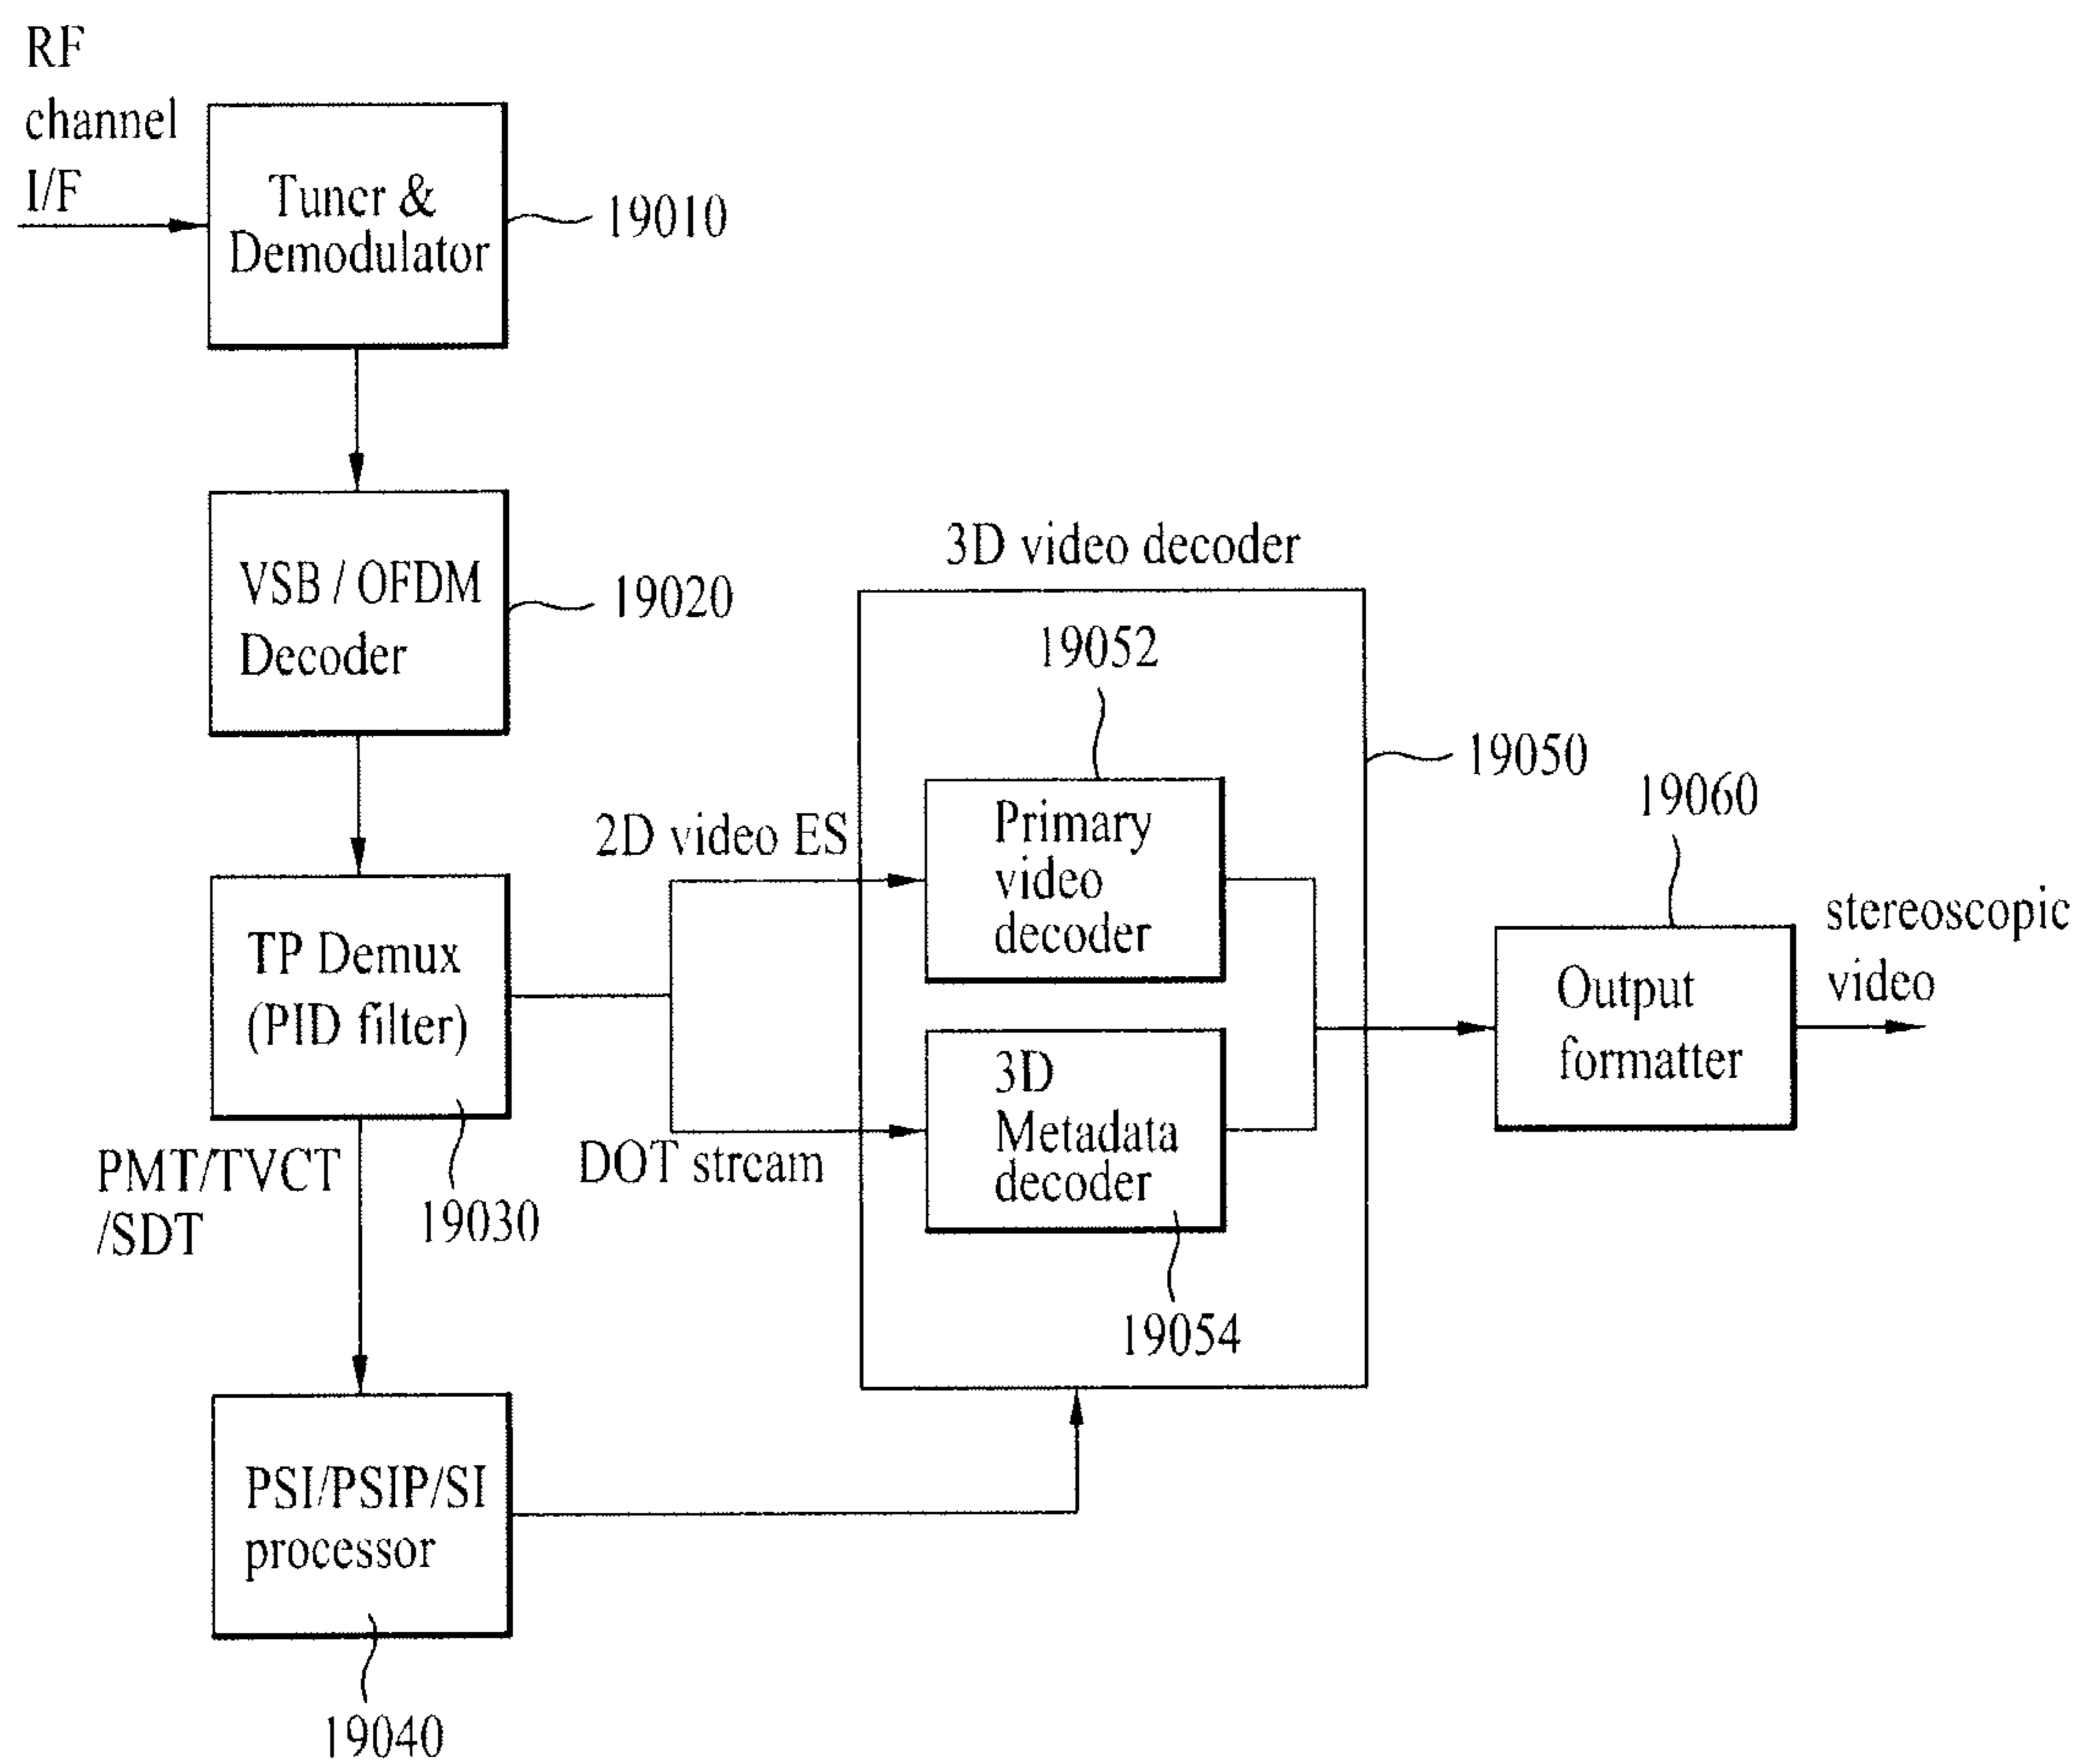 RF
channel
I/F
Tuner &
Demodulator
19010
VSB / OFDM
Decoder
19020
3D video decoder
19052
19050
2D video ES
Primary
video
decoder
19060
TP Demux
(PID filter)
Output
formatter
stereoscopic
video
DOT stream
3D
Metadata
decoder
PMT/TVCT
/SDT
19030
19054
PSI/PSIP/SI
processor
19040